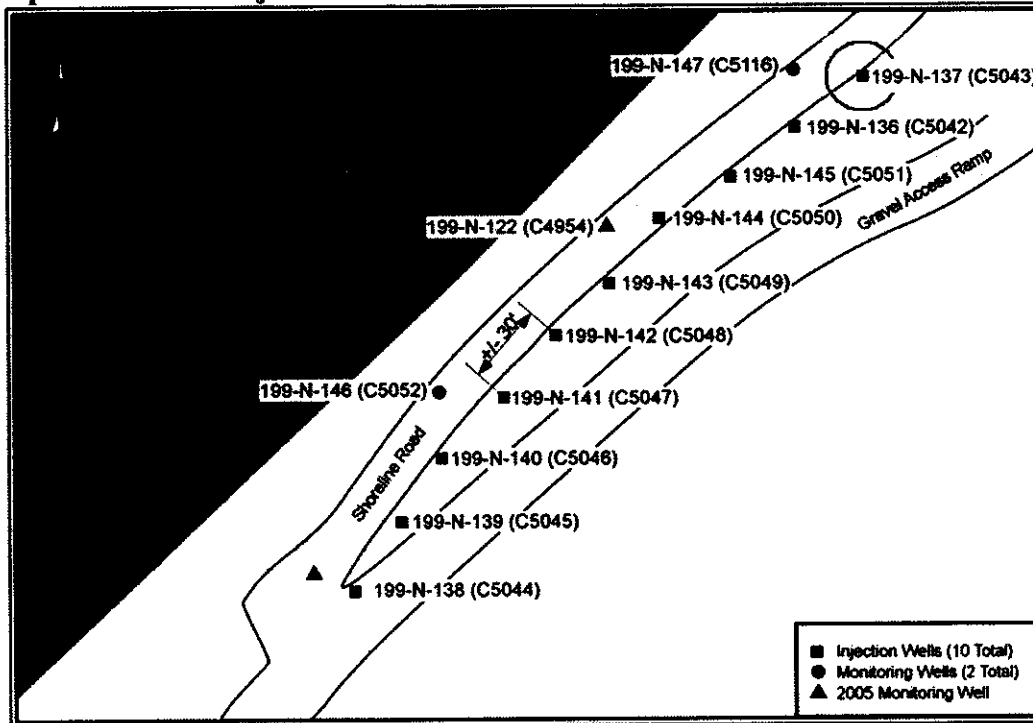 199-N-147 (C5116)
199-N-137 (C5043)
199-N-136 (C5042)
199-N-145 (C5051)
Gravel Access Ramp
199-N-122 (C4954)
199-N-144 (C5050)
199-N-143 (C5049)
+/- 30'
199-N-142 (C5048)
199-N-146 (C5052)
199-N-141 (C5047)
Shoreline Road
199-N-140 (C5046)
199-N-139 (C5045)
199-N-138 (C5044)
Injection Wells (10 Total)
Monitoring Wells (2 Total)
2005 Monitoring Well